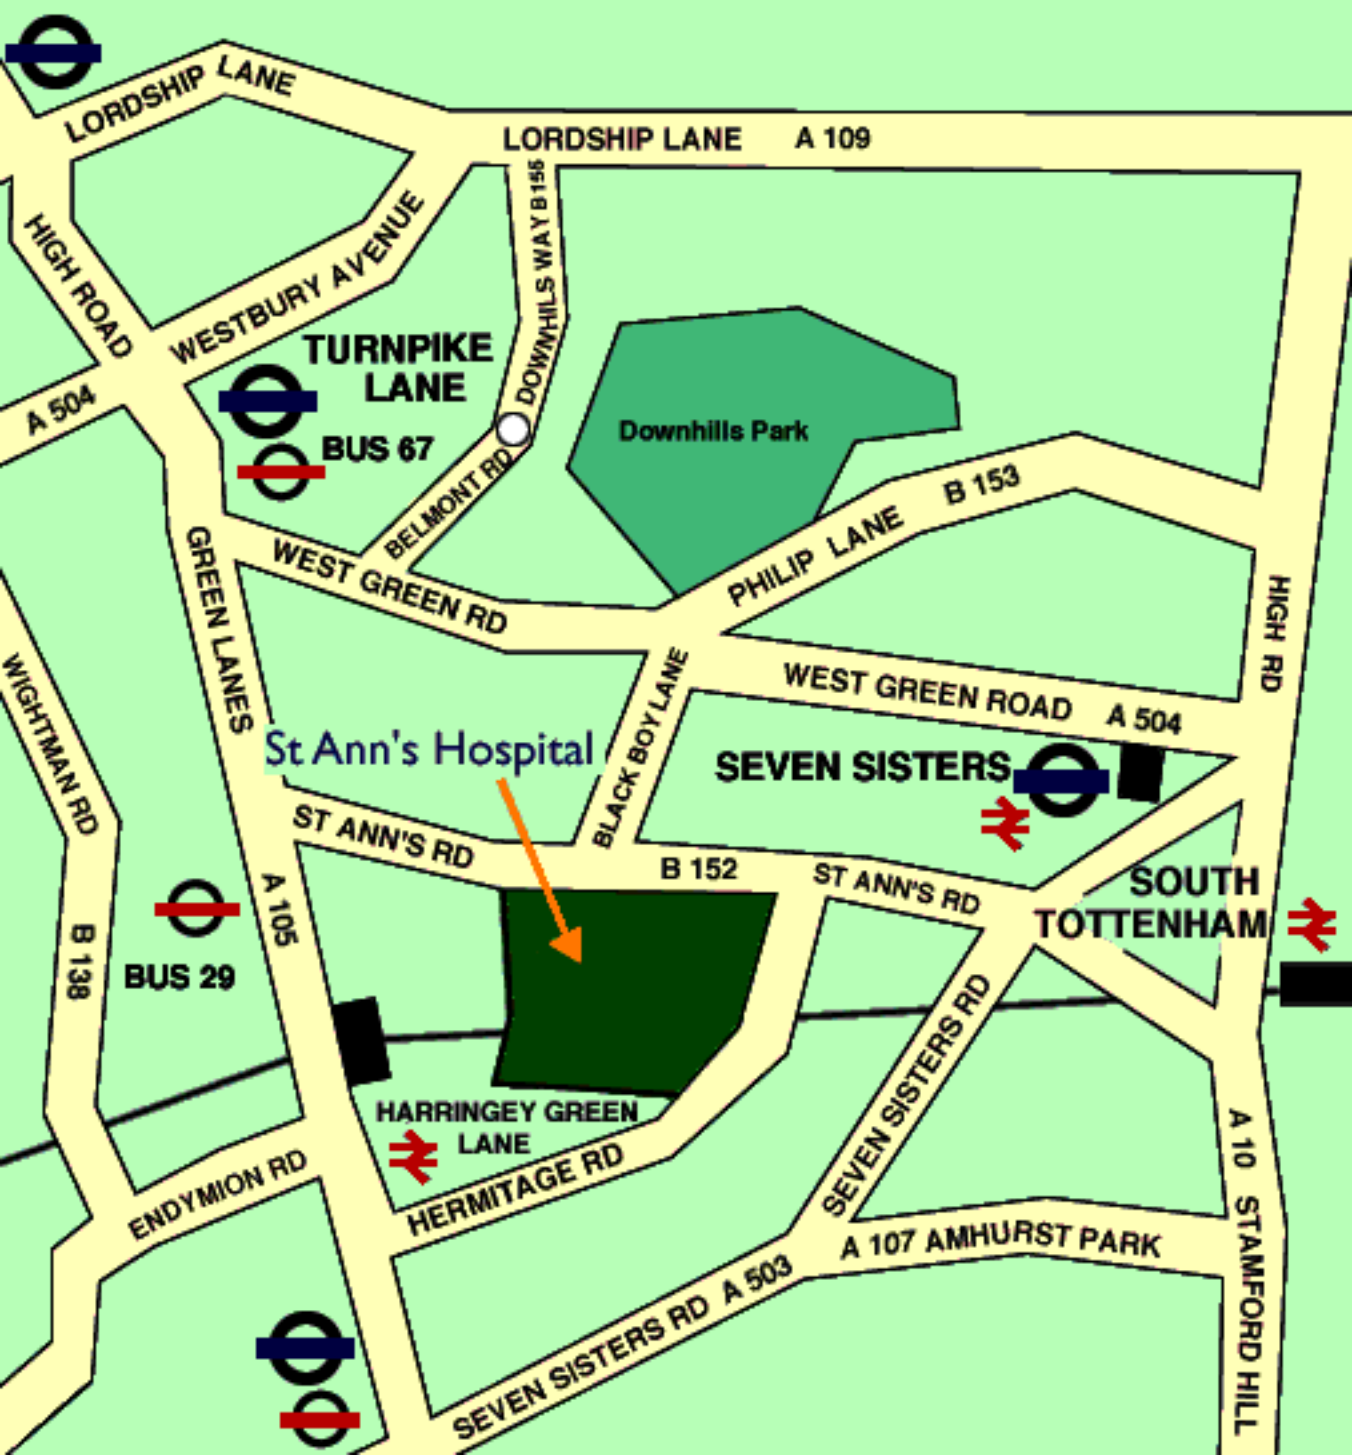 LORDSHIP LANE
LORDSHIP LANE A 109
DOWNHILS WAY B 155
HIGH ROAD
WESTBURY AVENUE
TURNPIKE
LANE
A 504
BUS 67
Downhills Park
BELMONT RD
B 153
PHILIP LANE
WEST GREEN RD
GREEN LANES
HIGH RD
WIGHTMAN RD
BLACK BOY LANE
WEST GREEN ROAD A 504
St Ann's Hospital
SEVEN SISTERS
ST ANN'S RD
B 152
ST ANN'S RD
SOUTH
TOTTENHAM
A 105
B 138
BUS 29
SEVEN SISTERS RD
HARRINGEY GREEN
LANE
ENDYMION RD
HERMITAGE RD
A 10 STAMFORD HILL
A 107 AMHURST PARK
SEVEN SISTERS RD A 503